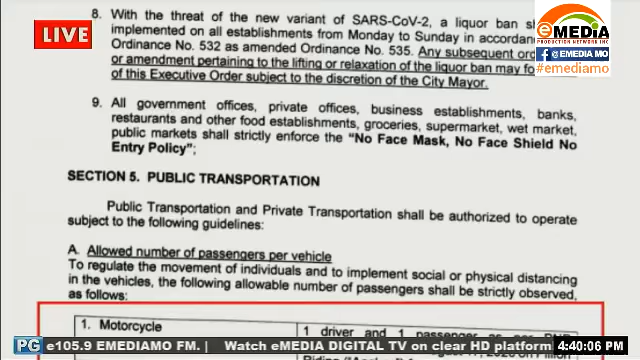 LIVE
eMEDIA
PRODUCTION NETWORK INC
@EMEDIA MO
#emediamo
8. With the threat of the new variant of SARS-CoV-2, a liquor ban
implemented on all establishments from Monday to Sunday in
Ordinance No. 532 as amended Ordinance No. 535. Any subsequent
or amendment pertaining to the lifting or relaxation of the liquor ban may
of this Executive Order subject to the discretion of the City Mayor.
9. All government offices, private offices, business establishments, banks,
restaurants and other food establishments, groceries, supermarket, wet market,
public markets shall strictly enforce the "No Face Mask, No Face Shield No
Entry Policy";
SECTION 5. PUBLIC TRANSPORTATION
Public Transportation and Private Transportation shall be authorized to operate
subject to the following guidelines:
A. Allowed number of passengers per vehicle
To regulate the movement of individuals and to implement social or physical distancing
in the vehicles, the following allowable number of passengers shall be strictly observed,
as follows:
1. Motorcycle
1 driver and 1 passenger as per
PG e105.9 EMEDIAMO FM. | Watch eMEDIA DIGITAL TV on clear HD platform 4:40:06 PM